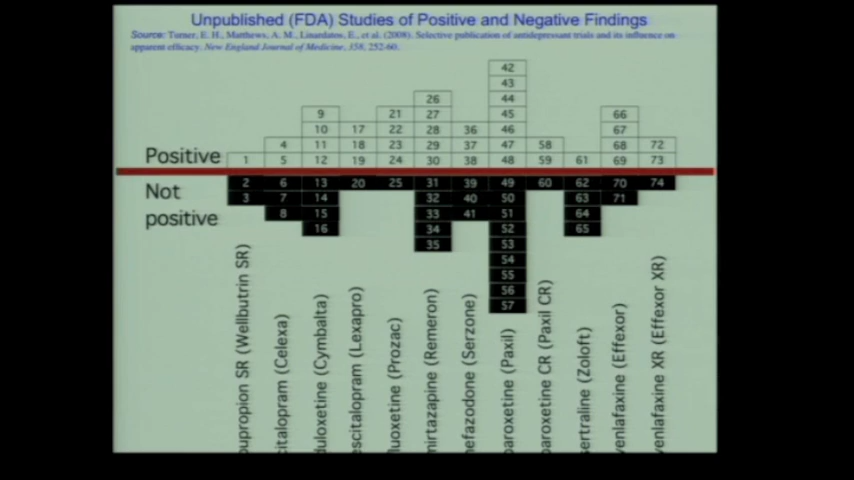 Unpublished (FDA) Studies of Positive and Negative Findings
Source: Turner, E. H., Matthews, A. M., Linardatos, E., et al. (2008). Selective publication of antidepressant trials and its influence on
apparent efficacy. New England Journal of Medicine, 358, 252-60.
42
43
26 44
9 21 27 45 66
10 17 22 28 36 46 67
4 11 18 23 29 37 47 58 68 72
Positive 1 5 12 19 24 30 38 48 59 61 69 73
Not 2 6 13 20 25 31 39 49 60 62 70 74
3 7 14 32 40 50 63 71
positive 8 15 33 41 51 64
16 34 52 65
35 53
54
55
56
57
bupropion SR (Wellbutrin SR)
citalopram (Celexa)
duloxetine (Cymbalta)
escitalopram (Lexapro)
fluoxetine (Prozac)
mirtazapine (Remeron)
nefazodone (Serzone)
paroxetine (Paxil)
paroxetine CR (Paxil CR)
sertraline (Zoloft)
venlafaxine (Effexor)
venlafaxine XR (Effexor XR)